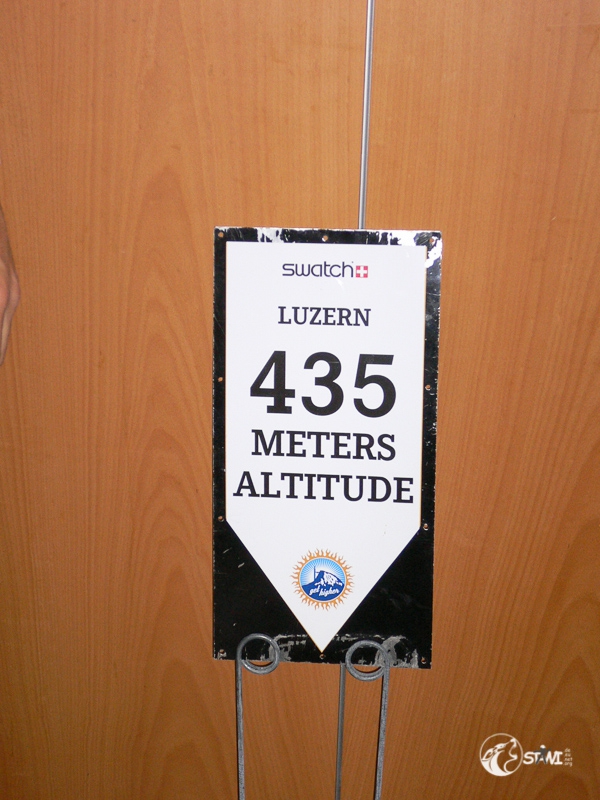 swatch
LUZERN
435
METERS
ALTITUDE
get
higher
STANI